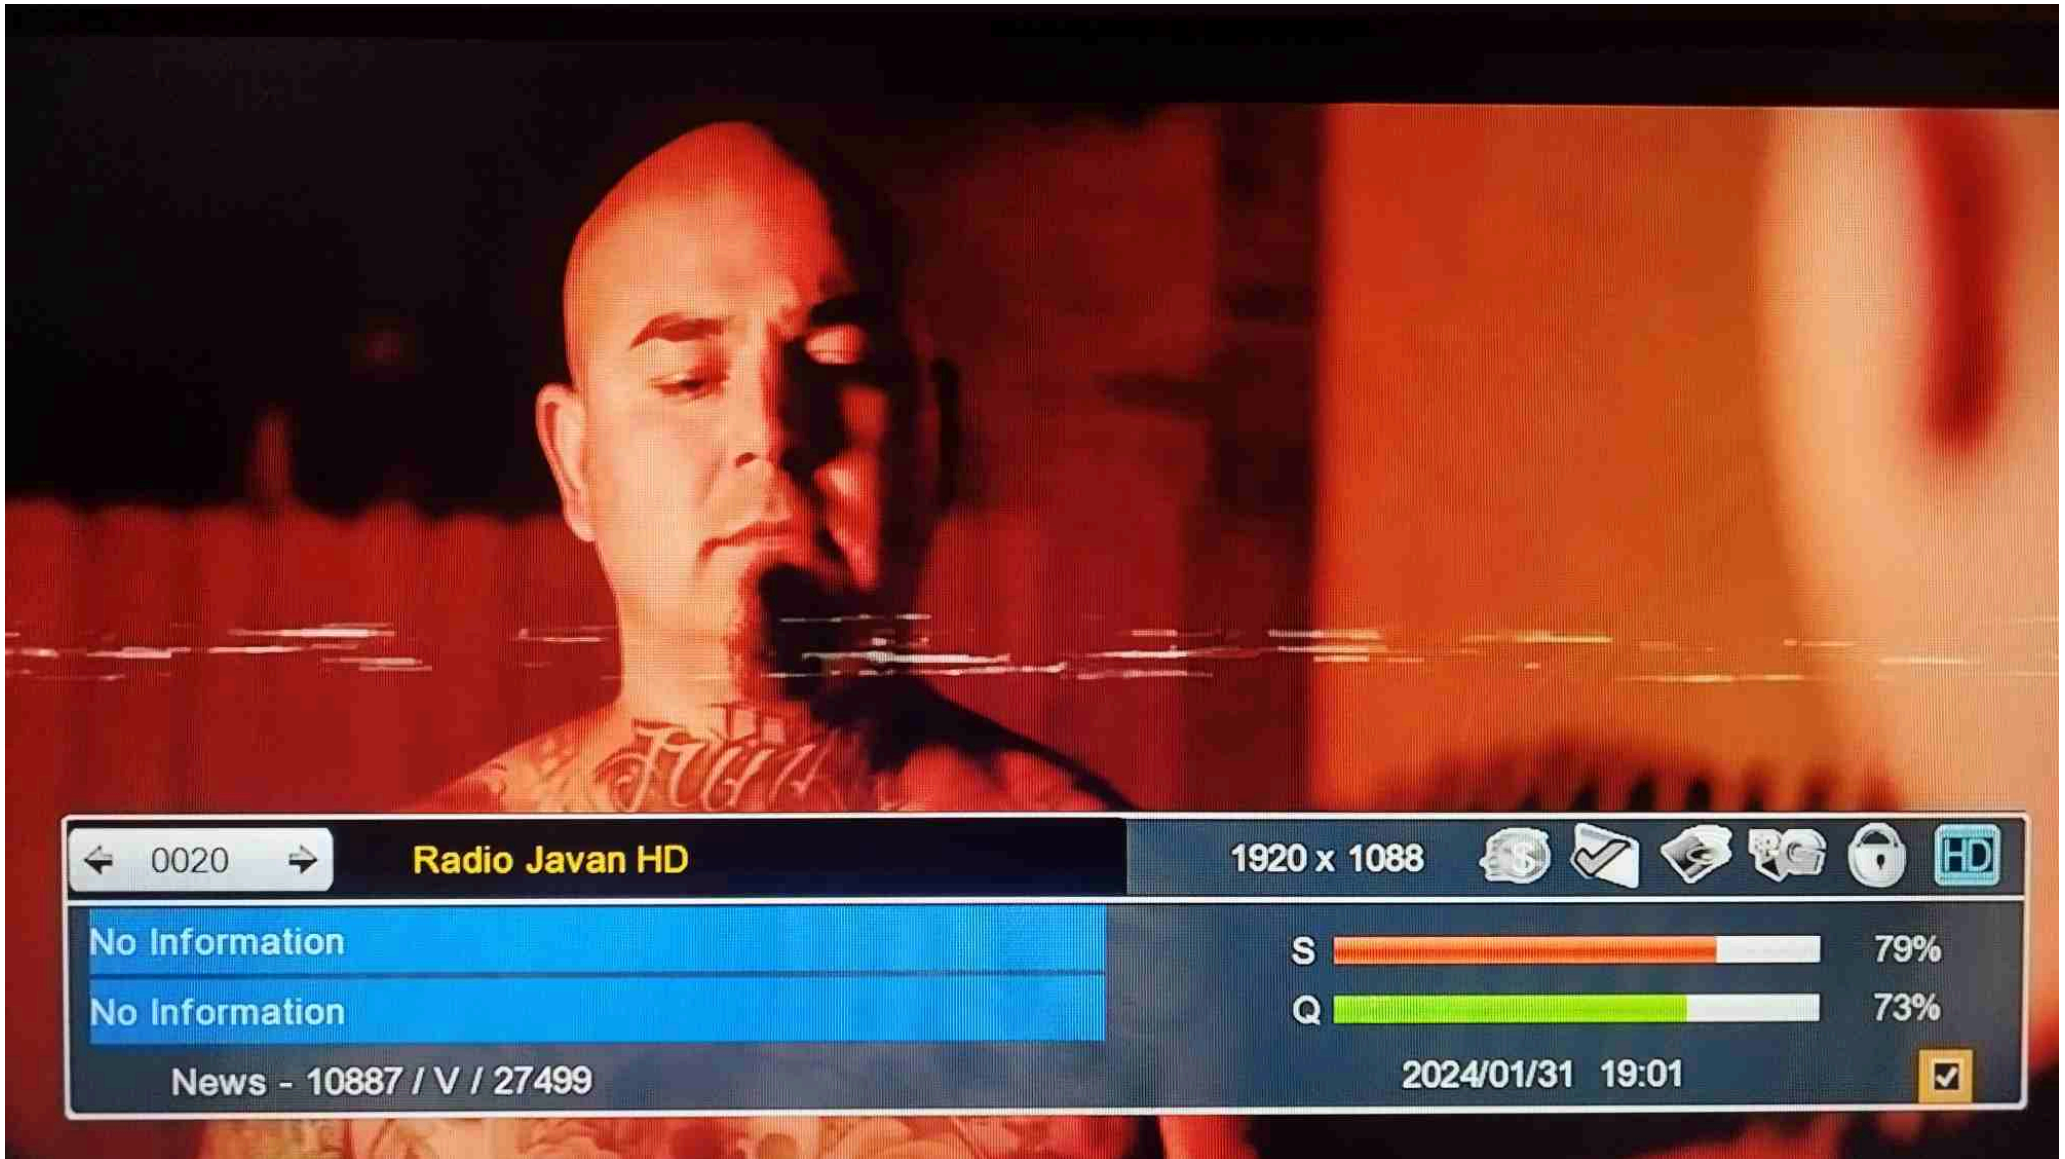 0020
Radio Javan HD
1920 x 1088
HD
No Information
No Information
S 79%
Q 73%
News - 10887 / V / 27499
2024/01/31 19:01